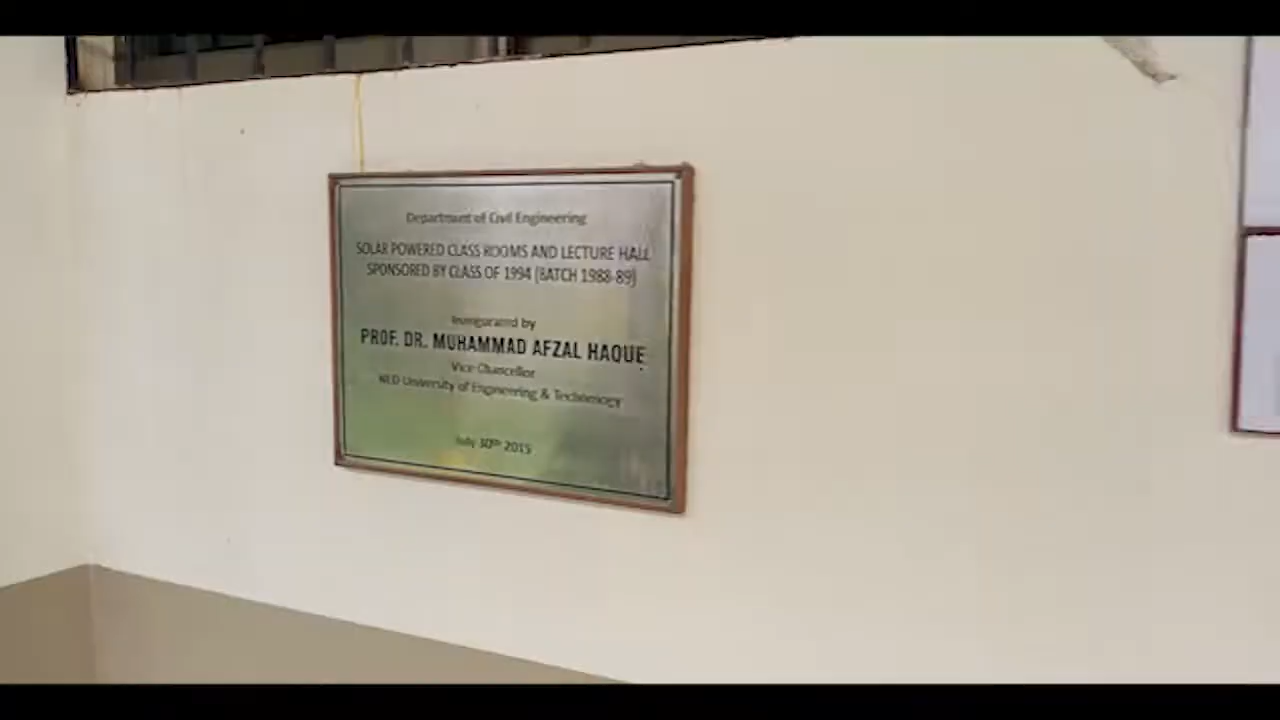 Department of Civil Engineering
SOLAR POWERED CLASS ROOMS AND LECTURE HALL
SPONSORED BY CLASS OF 1994 (BATCH 1988-89)
Inaugurated by
PROF. DR. MUHAMMAD AFZAL HAQUE
Vice Chancellor
NED University of Engineering & Technology
July 30th 2015